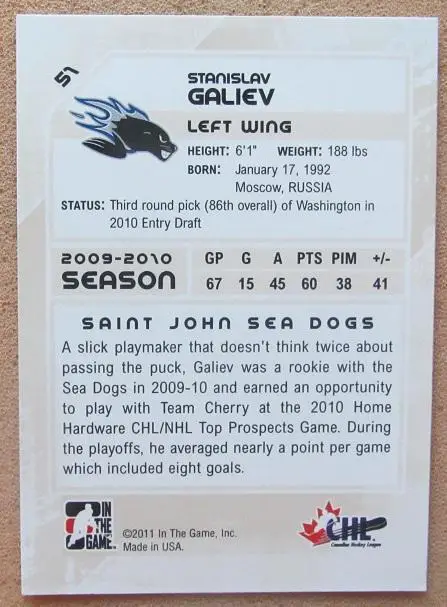 51
STANISLAV
GALIEV
LEFT WING
HEIGHT: 6'1" WEIGHT: 188 lbs
BORN: January 17, 1992
Moscow, RUSSIA
STATUS: Third round pick (86th overall) of Washington in
2010 Entry Draft
2009-2010
SEASON
GP G A PTS PIM +/-
67 15 45 60 38 41
SAINT JOHN SEA DOGS
A slick playmaker that doesn't think twice about
passing the puck, Galiev was a rookie with the
Sea Dogs in 2009-10 and earned an opportunity
to play with Team Cherry at the 2010 Home
Hardware CHL/NHL Top Prospects Game. During
the playoffs, he averaged nearly a point per game
which included eight goals.
IN
THE
GAME
©2011 In The Game, Inc.
Made in USA.
CHL
Canadian Hockey League